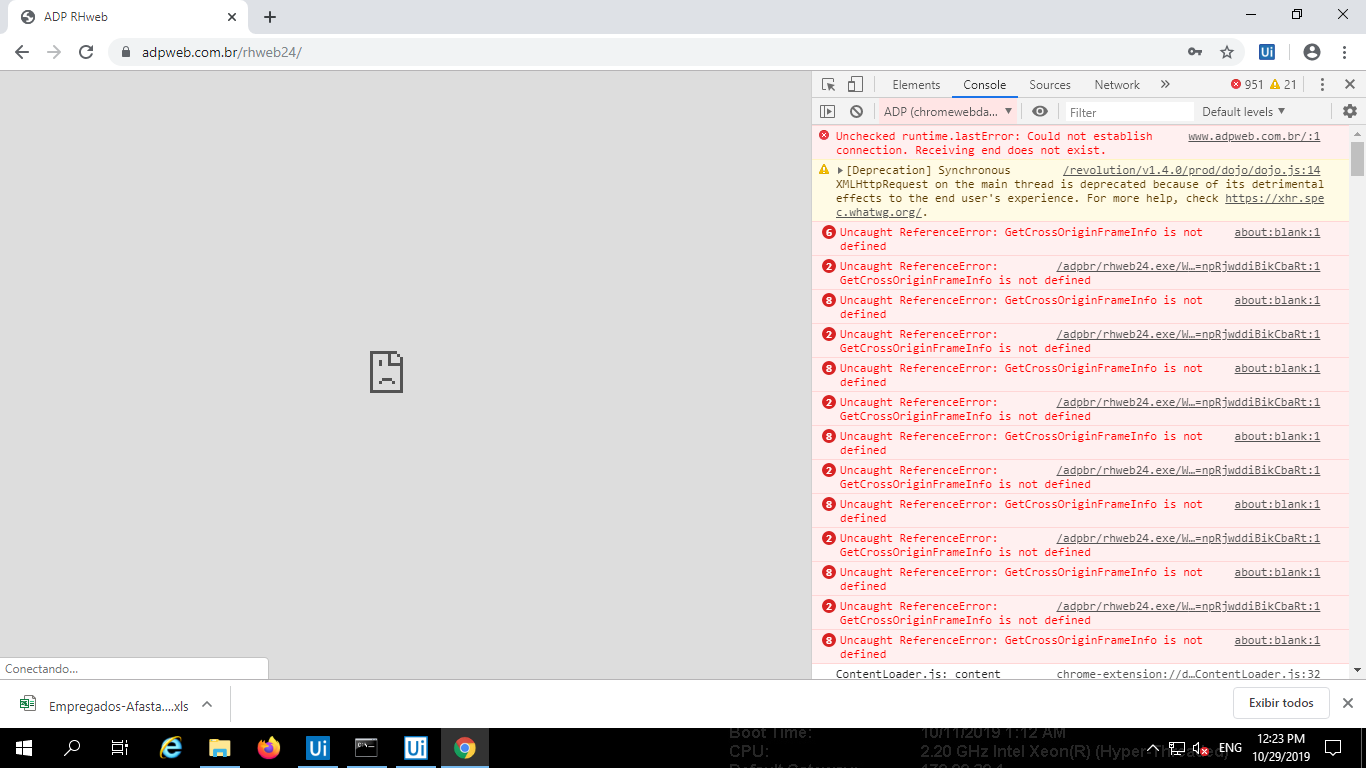 ADP RHweb
adpweb.com.br/rhweb24/
Ui
Elements Console Sources Network 951 21
ADP (chromewebda... Filter Default levels
Unchecked runtime.lastError: Could not establish www.adpweb.com.br/:1
connection. Receiving end does not exist.
[Deprecation] Synchronous /revolution/v1.4.0/prod/dojo/dojo.js:14
XMLHttpRequest on the main thread is deprecated because of its detrimental
effects to the end user's experience. For more help, check https://xhr.spe
c.whatwg.org/.
6 Uncaught ReferenceError: GetCrossOriginFrameInfo is not about:blank:1
defined
2 Uncaught ReferenceError: /adpbr/rhweb24.exe/W…=npRjwddiBikCbaRt:1
GetCrossOriginFrameInfo is not defined
8 Uncaught ReferenceError: GetCrossOriginFrameInfo is not about:blank:1
defined
2 Uncaught ReferenceError: /adpbr/rhweb24.exe/W…=npRjwddiBikCbaRt:1
GetCrossOriginFrameInfo is not defined
8 Uncaught ReferenceError: GetCrossOriginFrameInfo is not about:blank:1
defined
2 Uncaught ReferenceError: /adpbr/rhweb24.exe/W…=npRjwddiBikCbaRt:1
GetCrossOriginFrameInfo is not defined
8 Uncaught ReferenceError: GetCrossOriginFrameInfo is not about:blank:1
defined
2 Uncaught ReferenceError: /adpbr/rhweb24.exe/W…=npRjwddiBikCbaRt:1
GetCrossOriginFrameInfo is not defined
8 Uncaught ReferenceError: GetCrossOriginFrameInfo is not about:blank:1
defined
2 Uncaught ReferenceError: /adpbr/rhweb24.exe/W…=npRjwddiBikCbaRt:1
GetCrossOriginFrameInfo is not defined
8 Uncaught ReferenceError: GetCrossOriginFrameInfo is not about:blank:1
defined
2 Uncaught ReferenceError: /adpbr/rhweb24.exe/W…=npRjwddiBikCbaRt:1
GetCrossOriginFrameInfo is not defined
8 Uncaught ReferenceError: GetCrossOriginFrameInfo is not about:blank:1
defined
ContentLoader.js: content chrome-extension://d…ContentLoader.js:32
Conectando...
Empregados-Afasta....xls Exibir todos
Boot Time: 10/11/2019 1:12 AM
CPU: 2.20 GHz Intel Xeon(R) (Hyper-Threaded)
Ui Ui ENG 12:23 PM
10/29/2019